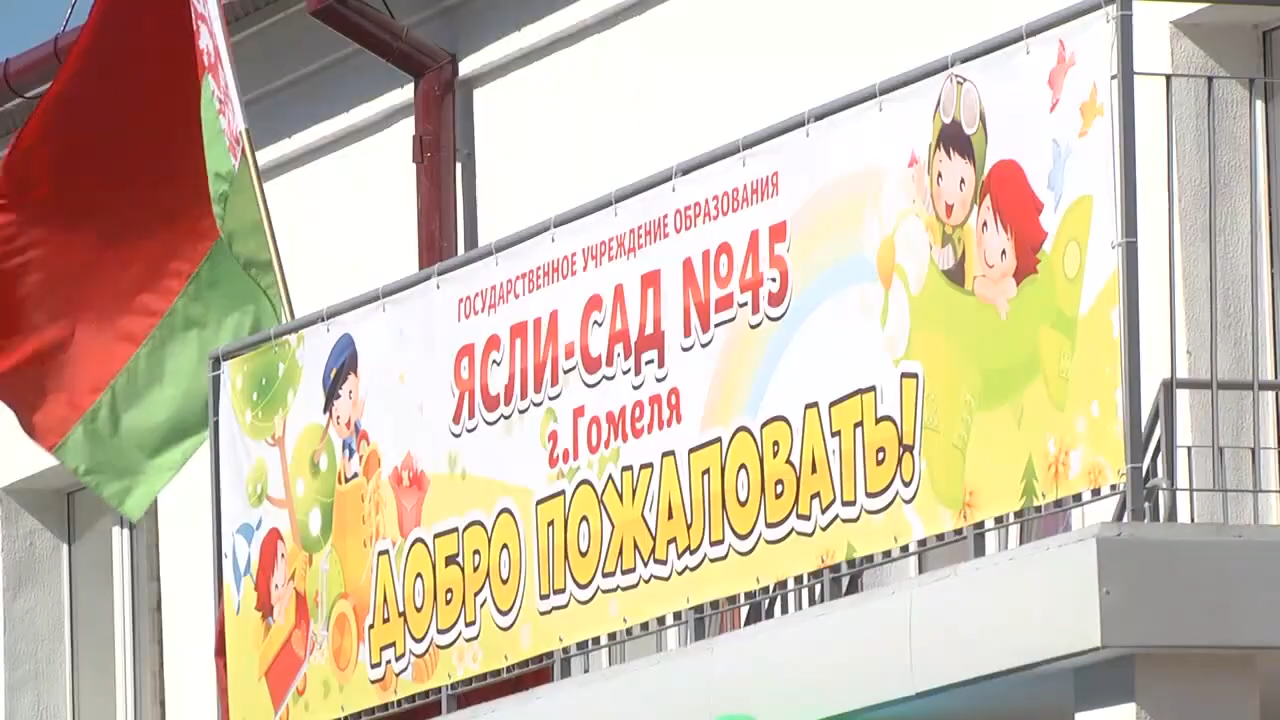 ГОСУДАРСТВЕННОЕ УЧРЕЖДЕНИЕ ОБРАЗОВАНИЯ
ЯСЛИ-САД №45
г.Гомеля
ДОБРО ПОЖАЛОВАТЬ!